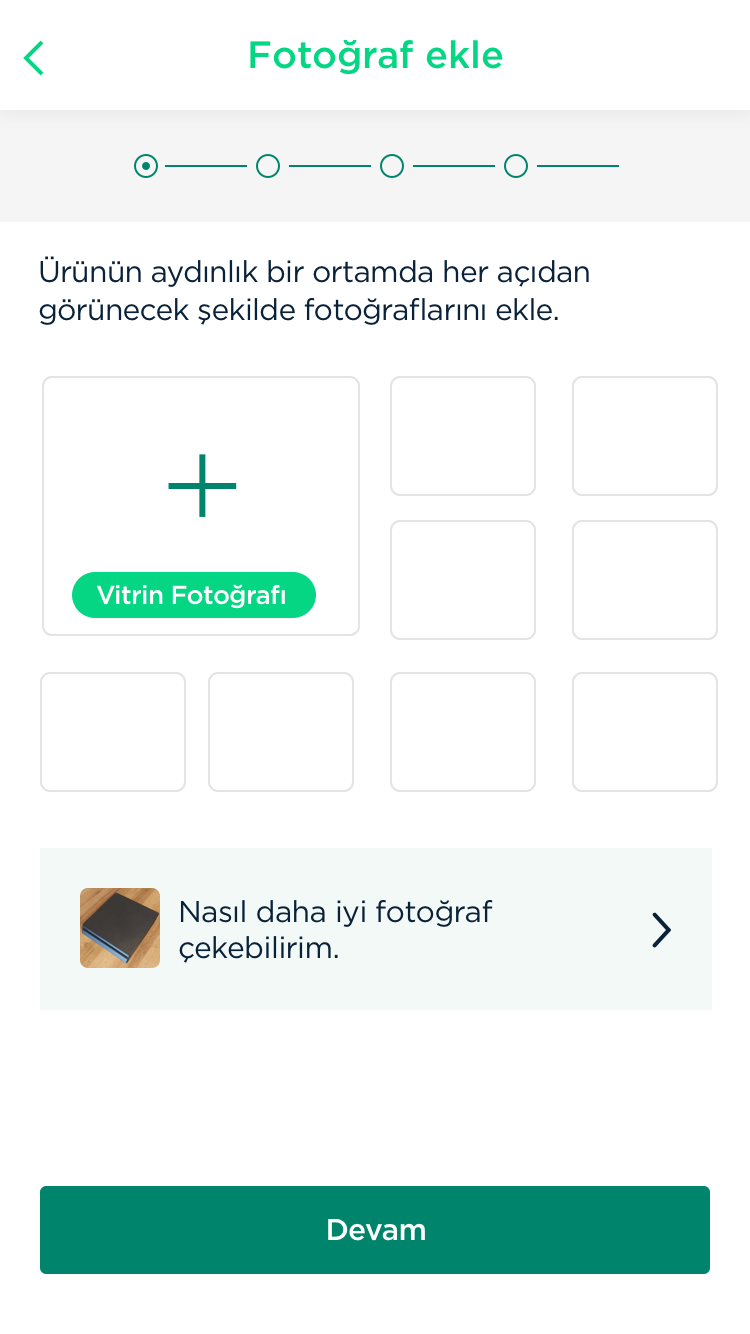 Fotoğraf ekle
Ürünün aydınlık bir ortamda her açıdan
görünecek şekilde fotoğraflarını ekle.
Vitrin Fotoğrafı
Nasıl daha iyi fotoğraf
çekebilirim.
Devam